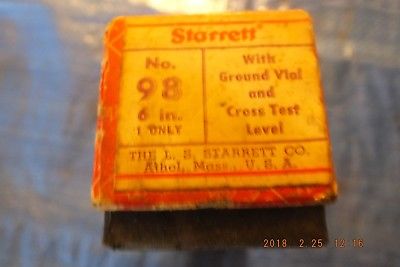 Starrett
No.
98
6 in.
1 ONLY
With
Ground Vial
and
Cross Test
Level
THE L. S. STARRETT CO.
Athol, Mass., U. S. A.
2018. 2.25. 12:16